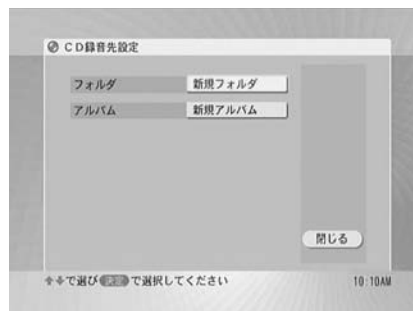 CD録音先設定
フォルダ 新規フォルダ
アルバム 新規アルバム
閉じる
↑↓で選び 決定 で選択してください 10:10AM